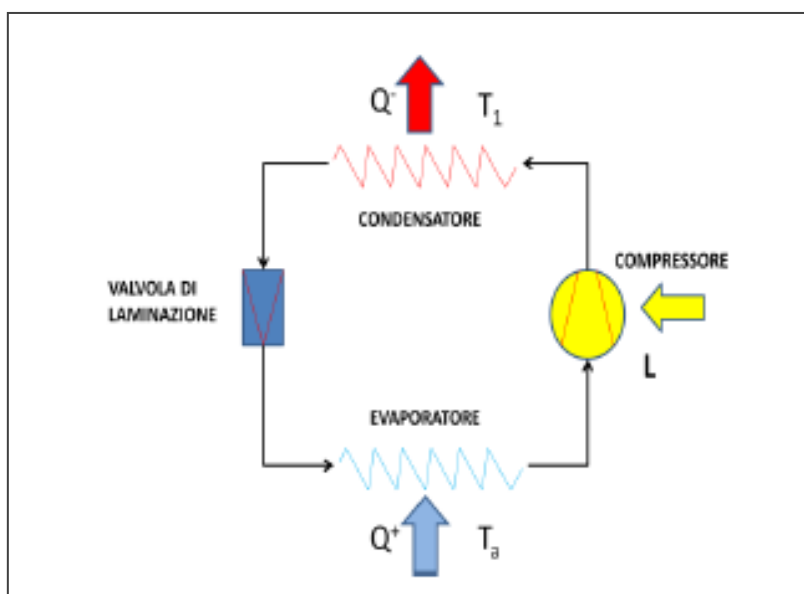 Q⁻ T₁
CONDENSATORE
COMPRESSORE
VALVOLA DI
LAMINAZIONE
L
EVAPORATORE
Q⁺ Tₐ